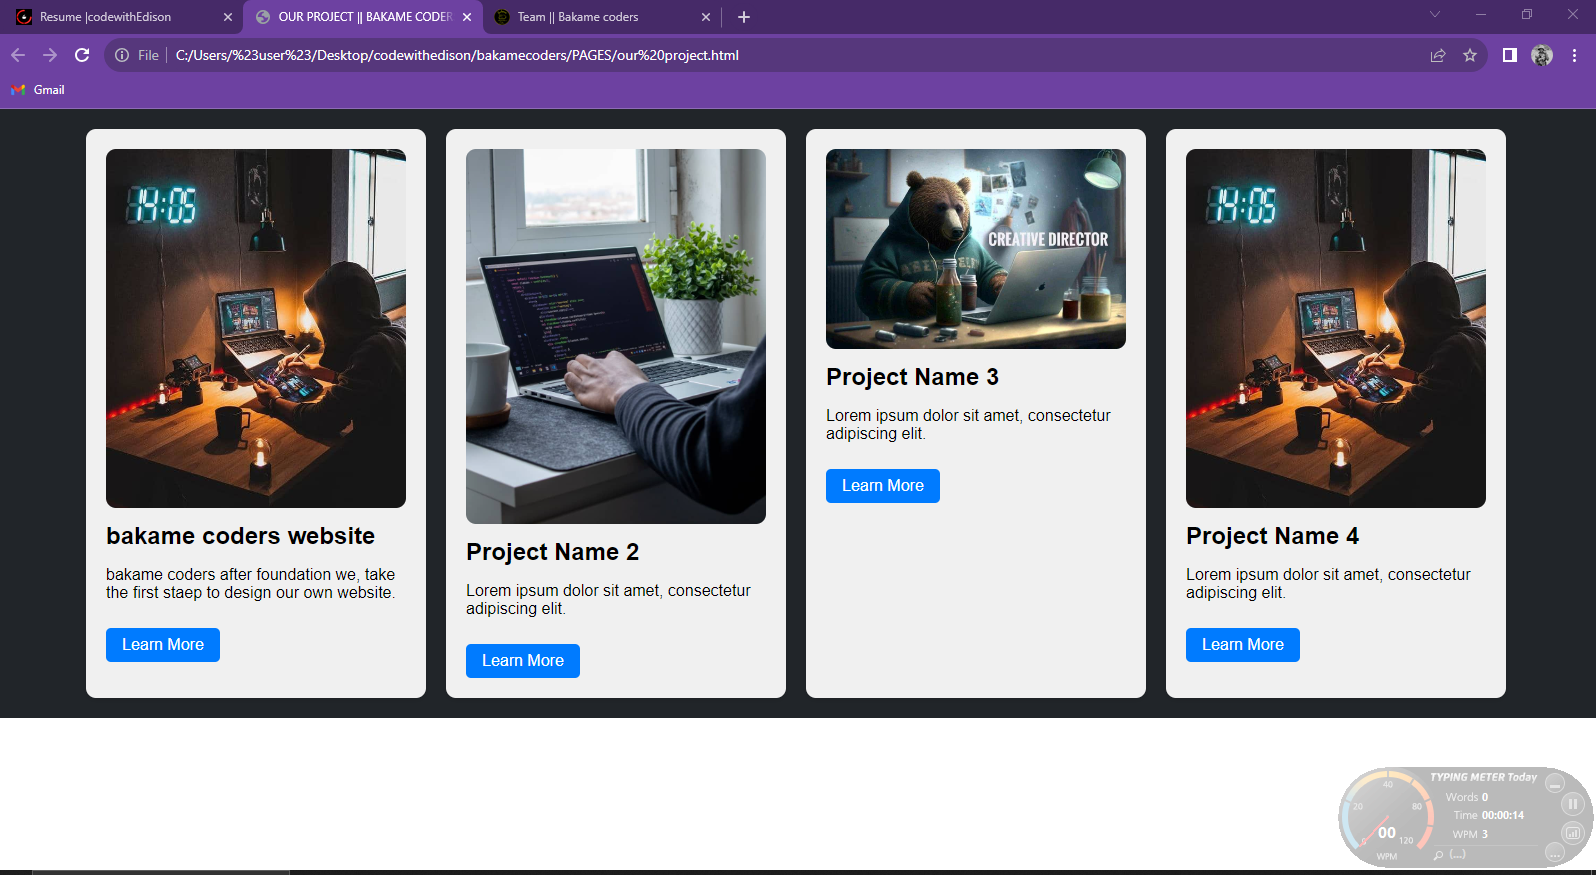 Resume |codewithEdison
OUR PROJECT || BAKAME CODER
Team || Bakame coders
File
C:/Users/%23user%23/Desktop/codewithedison/bakamecoders/PAGES/our%20project.html
Gmail
14:05
bakame coders website
bakame coders after foundation we, take
the first staep to design our own website.
Learn More
Project Name 2
Lorem ipsum dolor sit amet, consectetur
adipiscing elit.
Learn More
CREATIVE DIRECTOR
Project Name 3
Lorem ipsum dolor sit amet, consectetur
adipiscing elit.
Learn More
14:05
Project Name 4
Lorem ipsum dolor sit amet, consectetur
adipiscing elit.
Learn More
TYPING METER Today
Words 0
Time 00:00:14
WPM 3
(...)
0 20 40 80 120
00
WPM